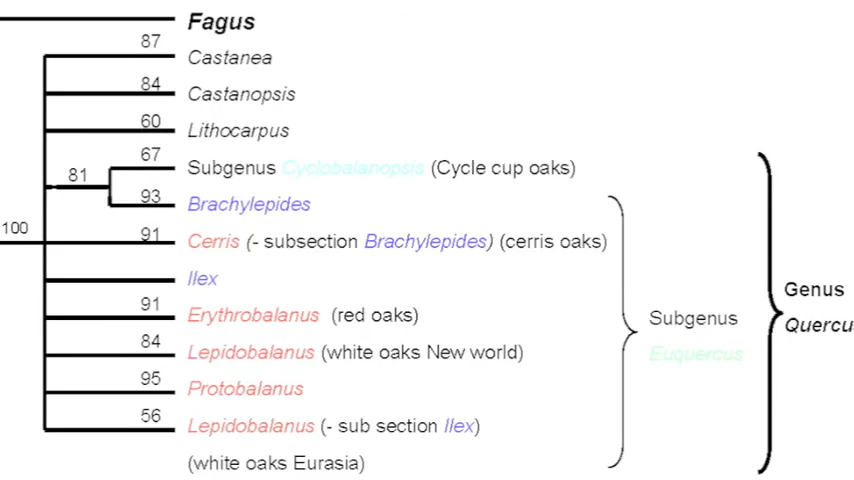 Fagus
87
Castanea
84
Castanopsis
60
Lithocarpus
67
Subgenus Cyclobalanopsis (Cycle cup oaks)
81
93
Brachylepides
100
91
Cerris (- subsection Brachylepides) (cerris oaks)
Ilex
91
Erythrobalanus (red oaks)
84
Lepidobalanus (white oaks New world)
95
Protobalanus
56
Lepidobalanus (- sub section Ilex)
(white oaks Eurasia)
Subgenus
Euquercus
Genus
Quercu